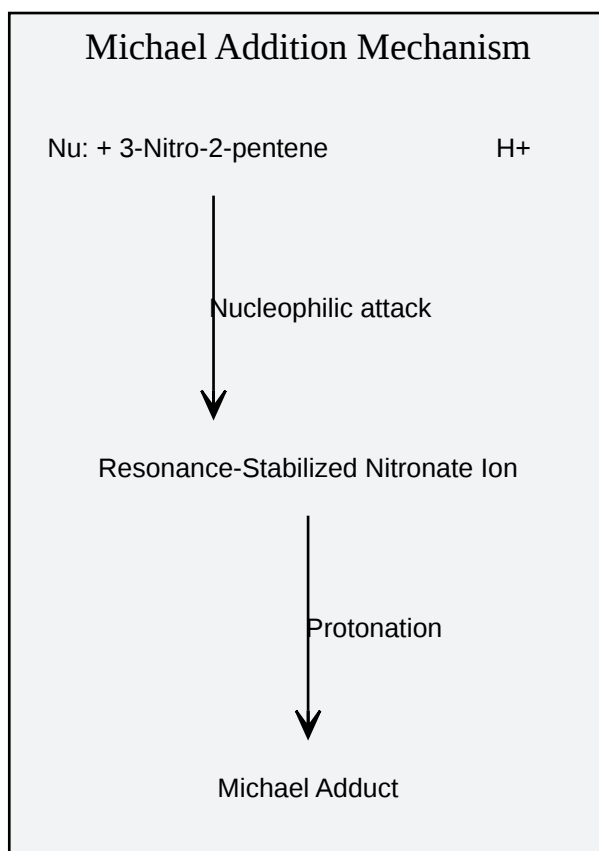 Michael Addition Mechanism
Nu: + 3-Nitro-2-pentene H+
Nucleophilic attack
Resonance-Stabilized Nitronate Ion
Protonation
Michael Adduct